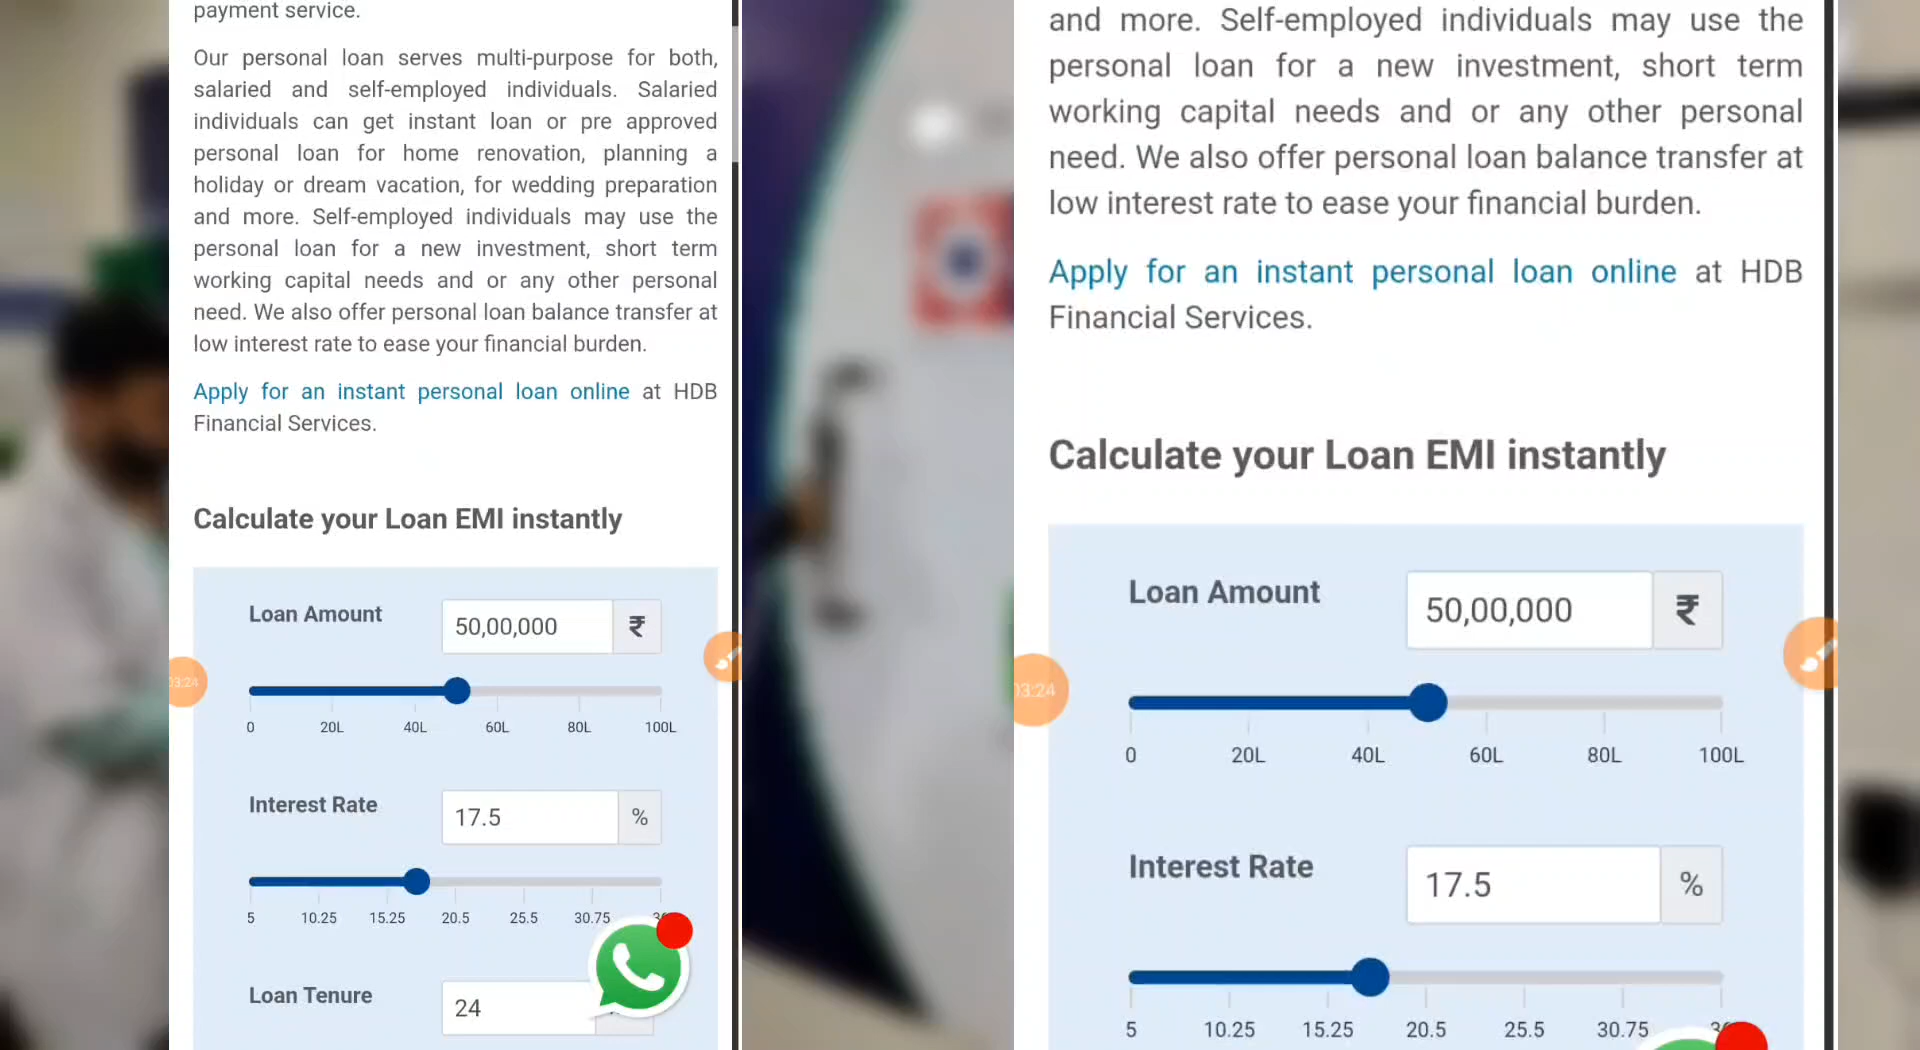 payment service.
Our personal loan serves multi-purpose for both,
salaried and self-employed individuals. Salaried
individuals can get instant loan or pre approved
personal loan for home renovation, planning a
holiday or dream vacation, for wedding preparation
and more. Self-employed individuals may use the
personal loan for a new investment, short term
working capital needs and or any other personal
need. We also offer personal loan balance transfer at
low interest rate to ease your financial burden.
Apply for an instant personal loan online at HDB
Financial Services.
Calculate your Loan EMI instantly
Loan Amount
50,00,000 ₹
03:24
0 20L 40L 60L 80L 100L
Interest Rate
17.5 %
5 10.25 15.25 20.5 25.5 30.75
Loan Tenure
24
and more. Self-employed individuals may use the
personal loan for a new investment, short term
working capital needs and or any other personal
need. We also offer personal loan balance transfer at
low interest rate to ease your financial burden.
Apply for an instant personal loan online at HDB
Financial Services.
Calculate your Loan EMI instantly
Loan Amount
50,00,000 ₹
03:24
0 20L 40L 60L 80L 100L
Interest Rate
17.5 %
5 10.25 15.25 20.5 25.5 30.75